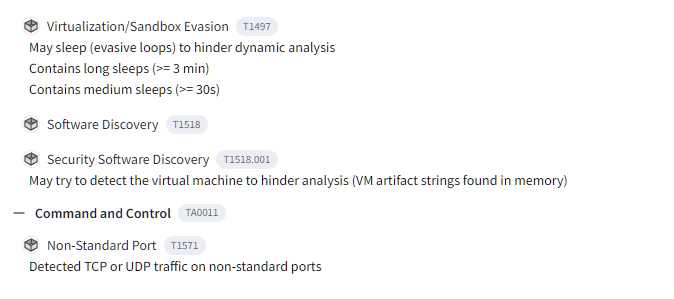 Virtualization/Sandbox Evasion T1497
May sleep (evasive loops) to hinder dynamic analysis
Contains long sleeps (>= 3 min)
Contains medium sleeps (>= 30s)
Software Discovery T1518
Security Software Discovery T1518.001
May try to detect the virtual machine to hinder analysis (VM artifact strings found in memory)
Command and Control TA0011
Non-Standard Port T1571
Detected TCP or UDP traffic on non-standard ports